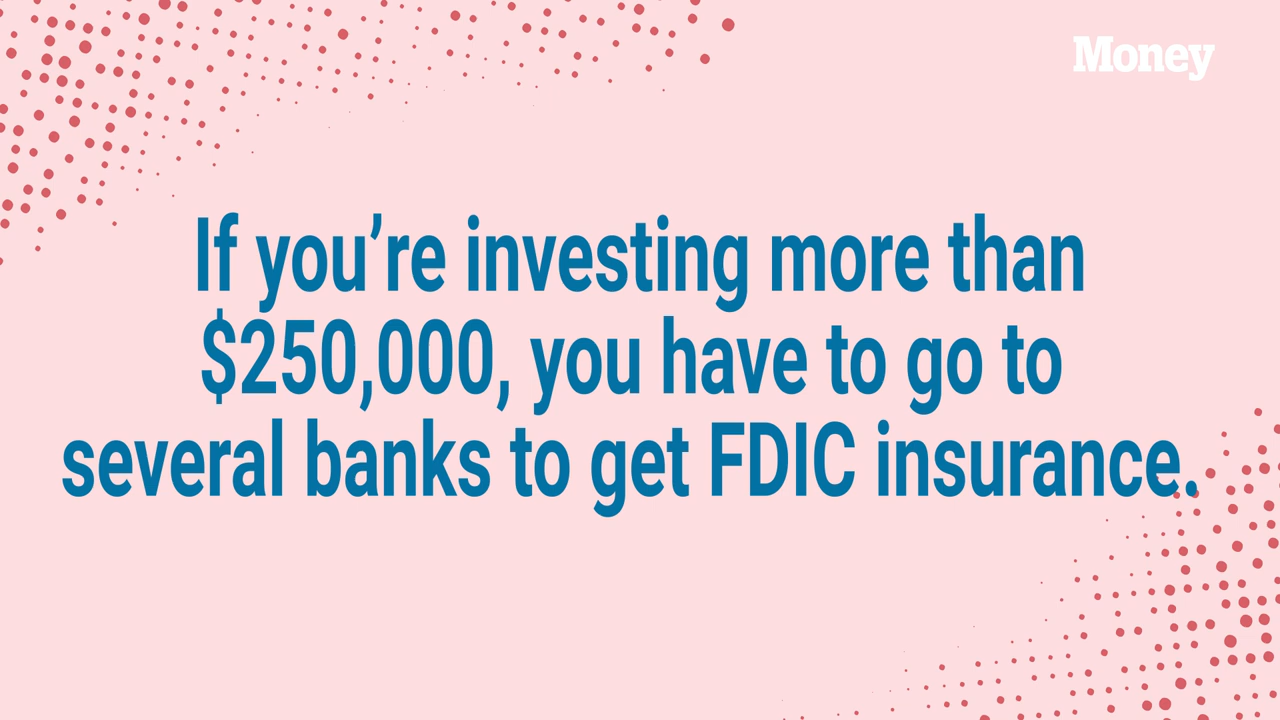 Money
If you’re investing more than
$250,000, you have to go to
several banks to get FDIC insurance.